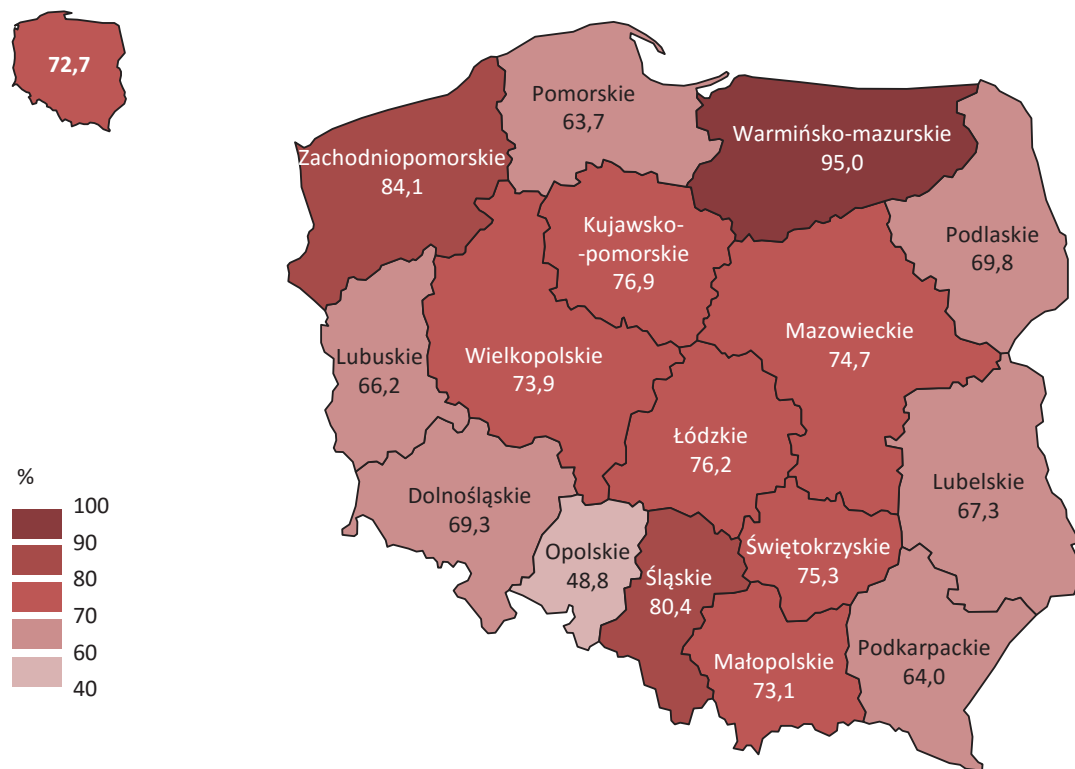 72,7
Pomorskie
63,7
Warmińsko-mazurskie
95,0
Zachodniopomorskie
84,1
Kujawsko-
-pomorskie
76,9
Podlaskie
69,8
Mazowieckie
74,7
Wielkopolskie
73,9
Lubuskie
66,2
Łódzkie
76,2
Lubelskie
67,3
Dolnośląskie
69,3
Opolskie
48,8
Śląskie
80,4
Świętokrzyskie
75,3
Małopolskie
73,1
Podkarpackie
64,0
%
100
90
80
70
60
40